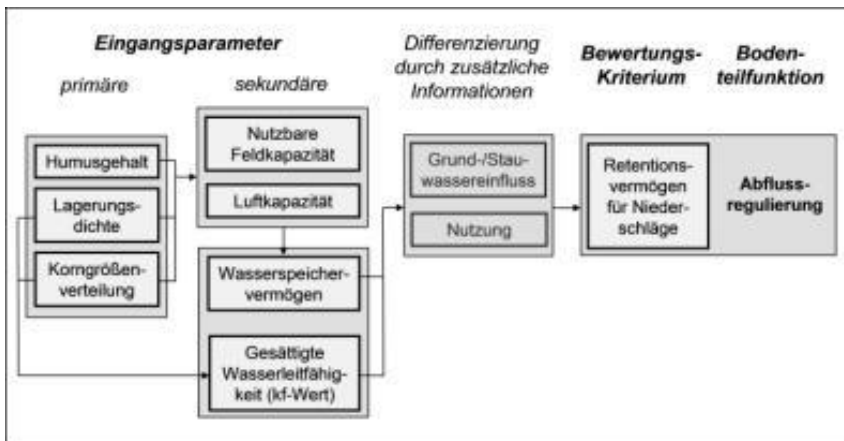 Eingangsparameter
primäre
sekundäre
Differenzierung
durch zusätzliche
Informationen
Bewertungs-
Kriterium
Boden-
teilfunktion
Humusgehalt
Lagerungs-
dichte
Korngrößen-
verteilung
Nutzbare
Feldkapazität
Luftkapazität
Wasserspeicher-
vermögen
Gesättigte
Wasserleitfähig-
keit (kf-Wert)
Grund-/Stau-
wassereinfluss
Nutzung
Retentions-
vermögen
für Nieder-
schläge
Abfluss-
regulierung